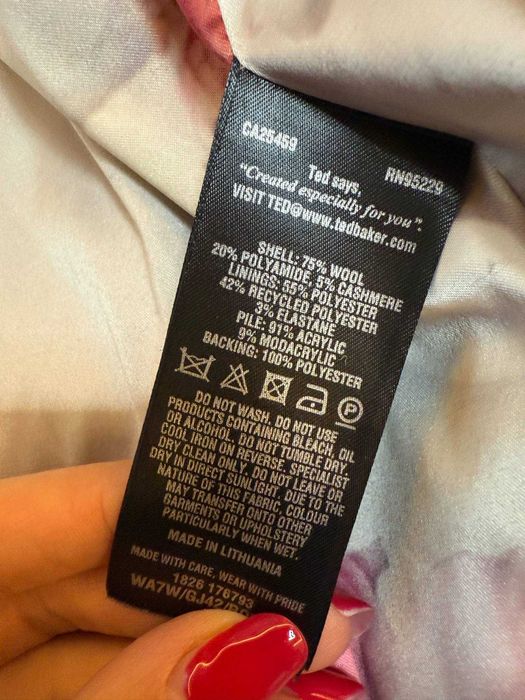 CA25459
RN95229
Ted says,
"Created especially for you".
VISIT TED@www.tedbaker.com
SHELL: 75% WOOL
20% POLYAMIDE, 5% CASHMERE
LININGS: 55% POLYESTER
42% RECYCLED POLYESTER
3% ELASTANE
PILE: 91% ACRYLIC
9% MODACRYLIC
BACKING: 100% POLYESTER
P
DO NOT WASH. DO NOT USE
PRODUCTS CONTAINING BLEACH, OIL
OR ALCOHOL. DO NOT TUMBLE DRY.
COOL IRON ON REVERSE. SPECIALIST
DRY CLEAN ONLY. DO NOT LEAVE OR
DRY IN DIRECT SUNLIGHT. DUE TO THE
NATURE OF THIS FABRIC, COLOUR
MAY TRANSFER ONTO OTHER
GARMENTS OR UPHOLSTERY
PARTICULARLY WHEN WET.
MADE IN LITHUANIA
MADE WITH CARE, WEAR WITH PRIDE
1826 176793
WA7W/GJ42/